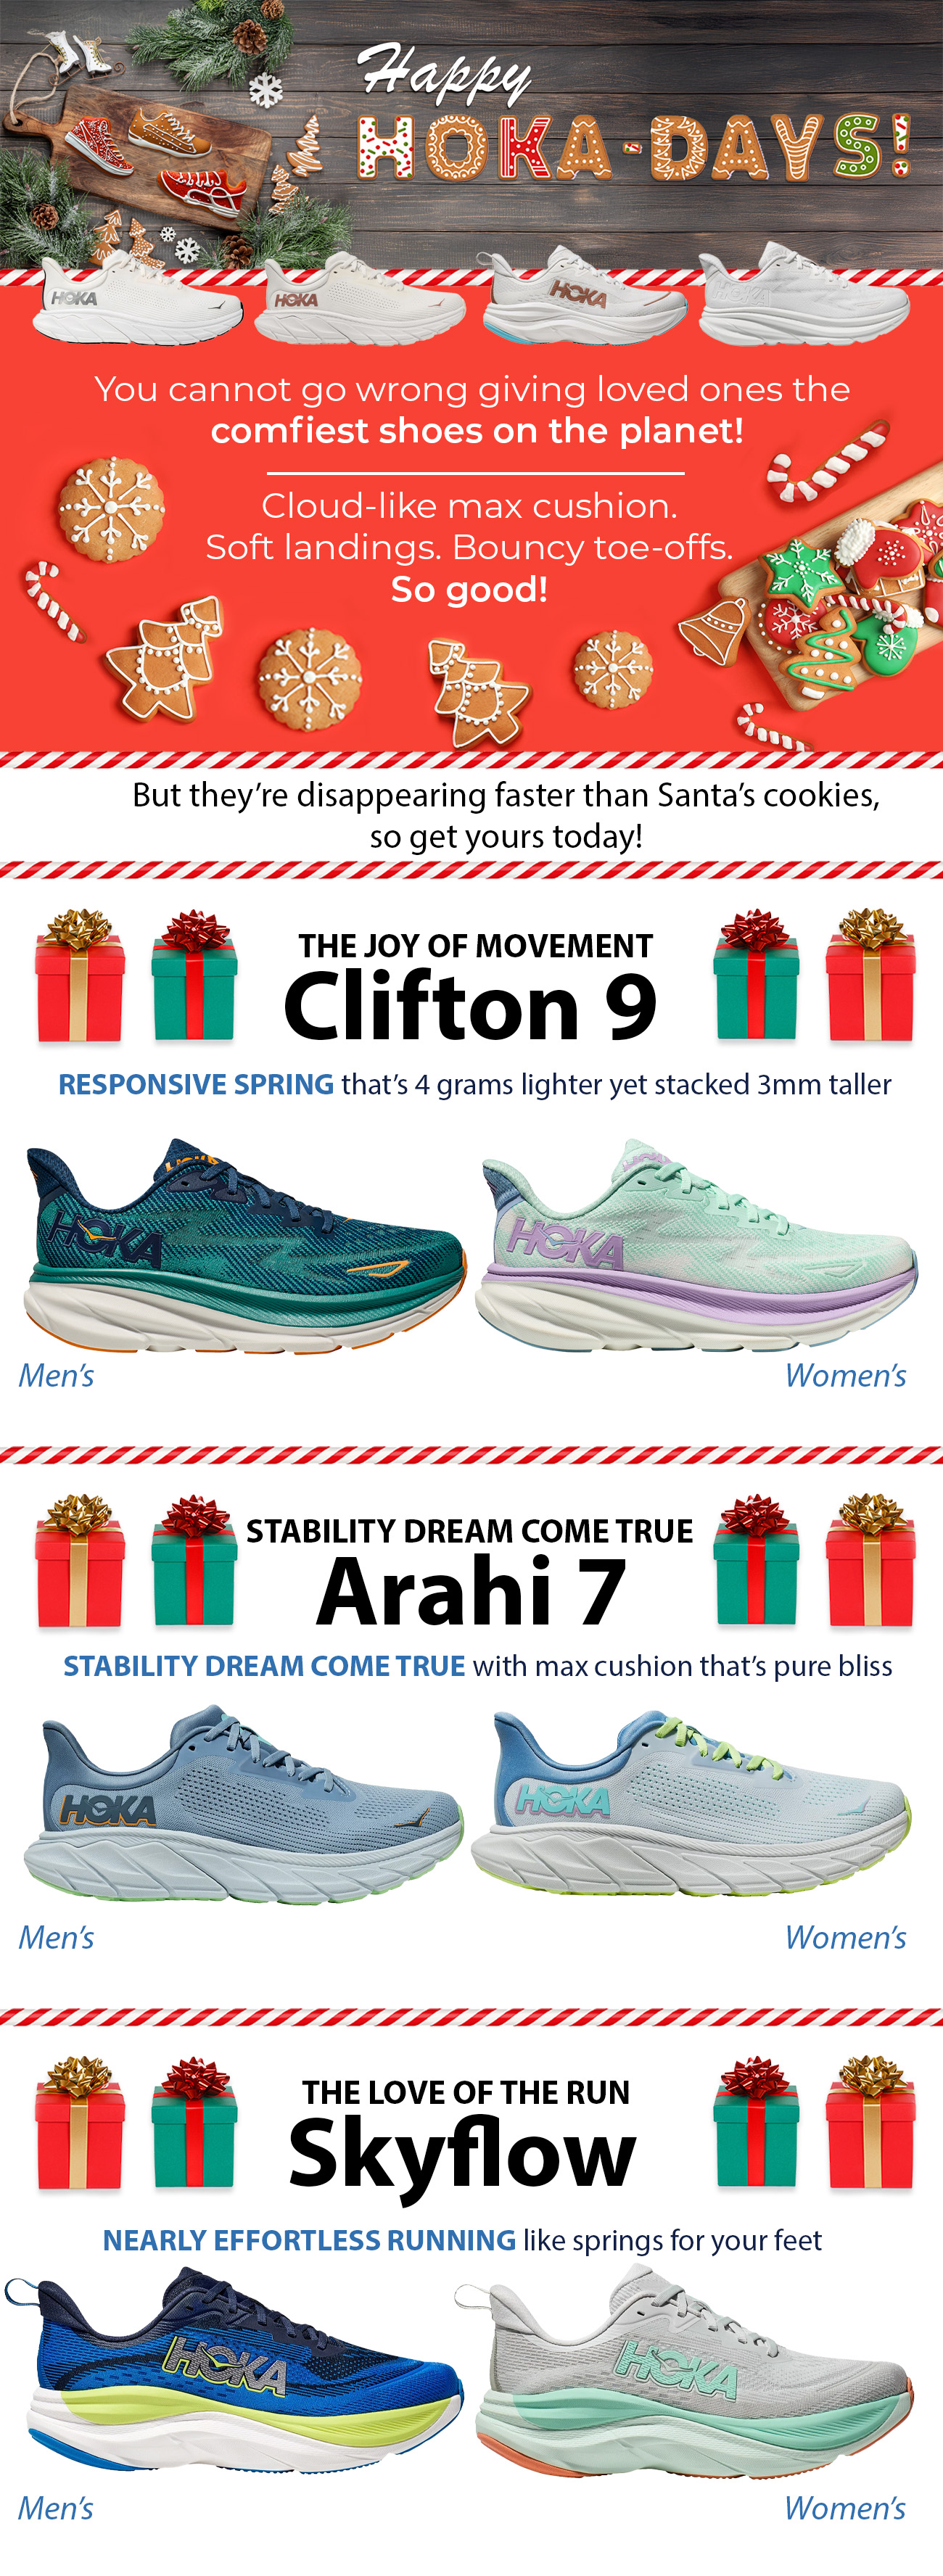 Happy
HOKA-DAYS!
HOKA HOKA HOKA HOKA
You cannot go wrong giving loved ones the
comfiest shoes on the planet!
Cloud-like max cushion.
Soft landings. Bouncy toe-offs.
So good!
But they’re disappearing faster than Santa’s cookies,
so get yours today!
THE JOY OF MOVEMENT
Clifton 9
RESPONSIVE SPRING that’s 4 grams lighter yet stacked 3mm taller
HOKA HOKA
HOKA HOKA
Men’s Women’s
STABILITY DREAM COME TRUE
Arahi 7
STABILITY DREAM COME TRUE with max cushion that’s pure bliss
HOKA HOKA
Men’s Women’s
THE LOVE OF THE RUN
Skyflow
NEARLY EFFORTLESS RUNNING like springs for your feet
HOKA HOKA
Men’s Women’s